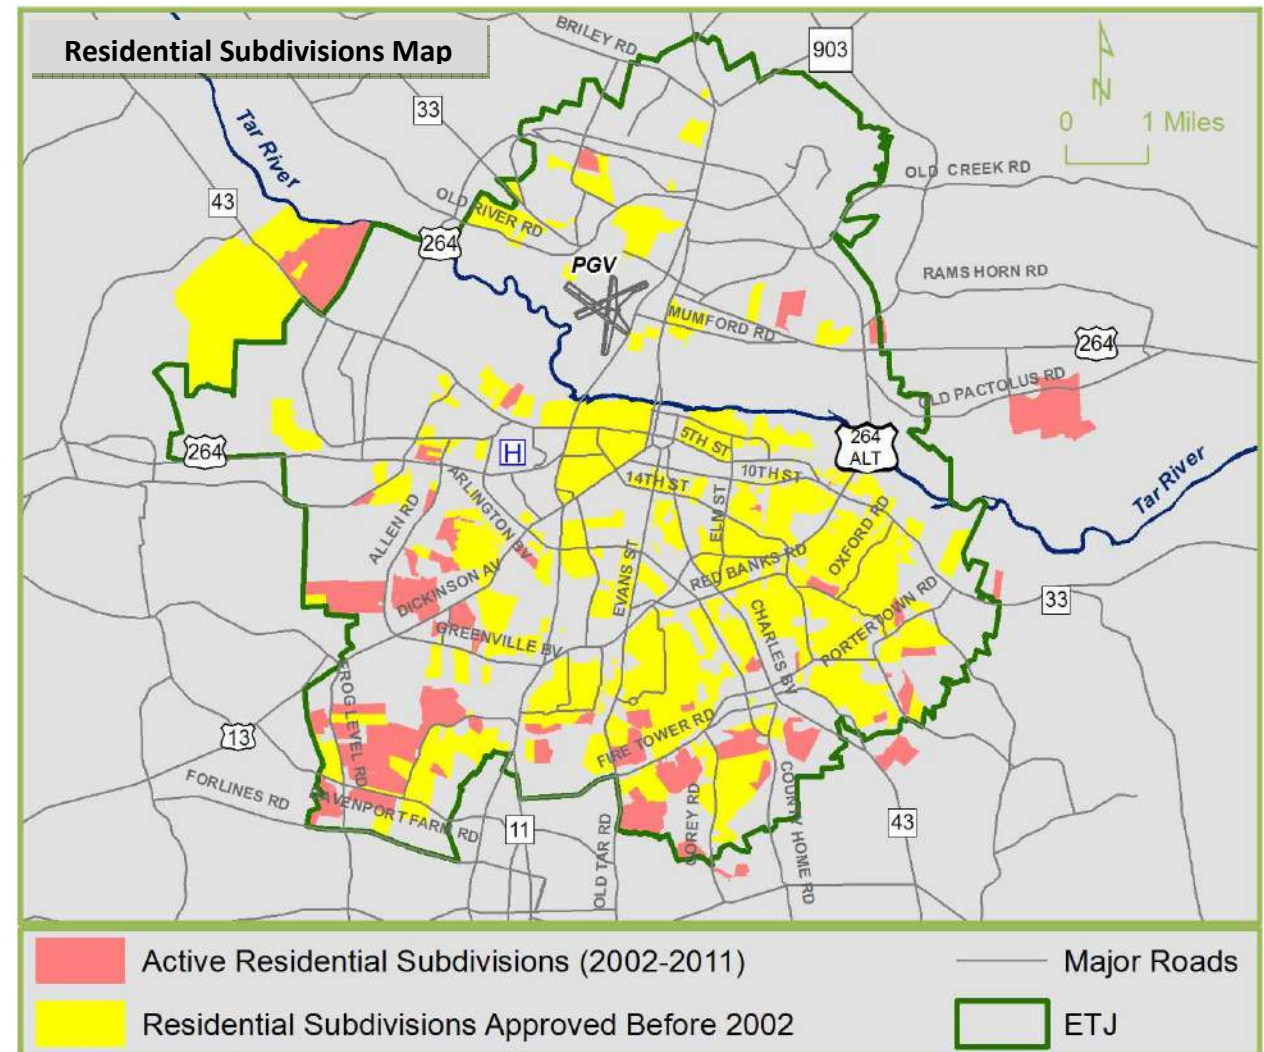 Residential Subdivisions Map
BRILEY RD
903
N
0 1 Miles
33
Tar River
43
OLD RIVER RD
264
OLD CREEK RD
PGV
RAMS HORN RD
MUMFORD RD
264
OLD PACTOLUS RD
264
H
5TH ST
264
ALT
10TH ST
14TH ST
ARLINGTON BV
ALLEN RD
ELM ST
OXFORD RD
Tar River
RED BANKS RD
EVANS ST
DICKINSON AV
GREENVILLE BV
CHARLES BV
PORTERTOWN RD
33
FROG LEVEL RD
13
FIRE TOWER RD
FORLINES RD
DAVENPORT FARM RD
11
OLD TAR RD
COREY RD
COUNTY HOME RD
43
Active Residential Subdivisions (2002-2011)
Major Roads
Residential Subdivisions Approved Before 2002
ETJ